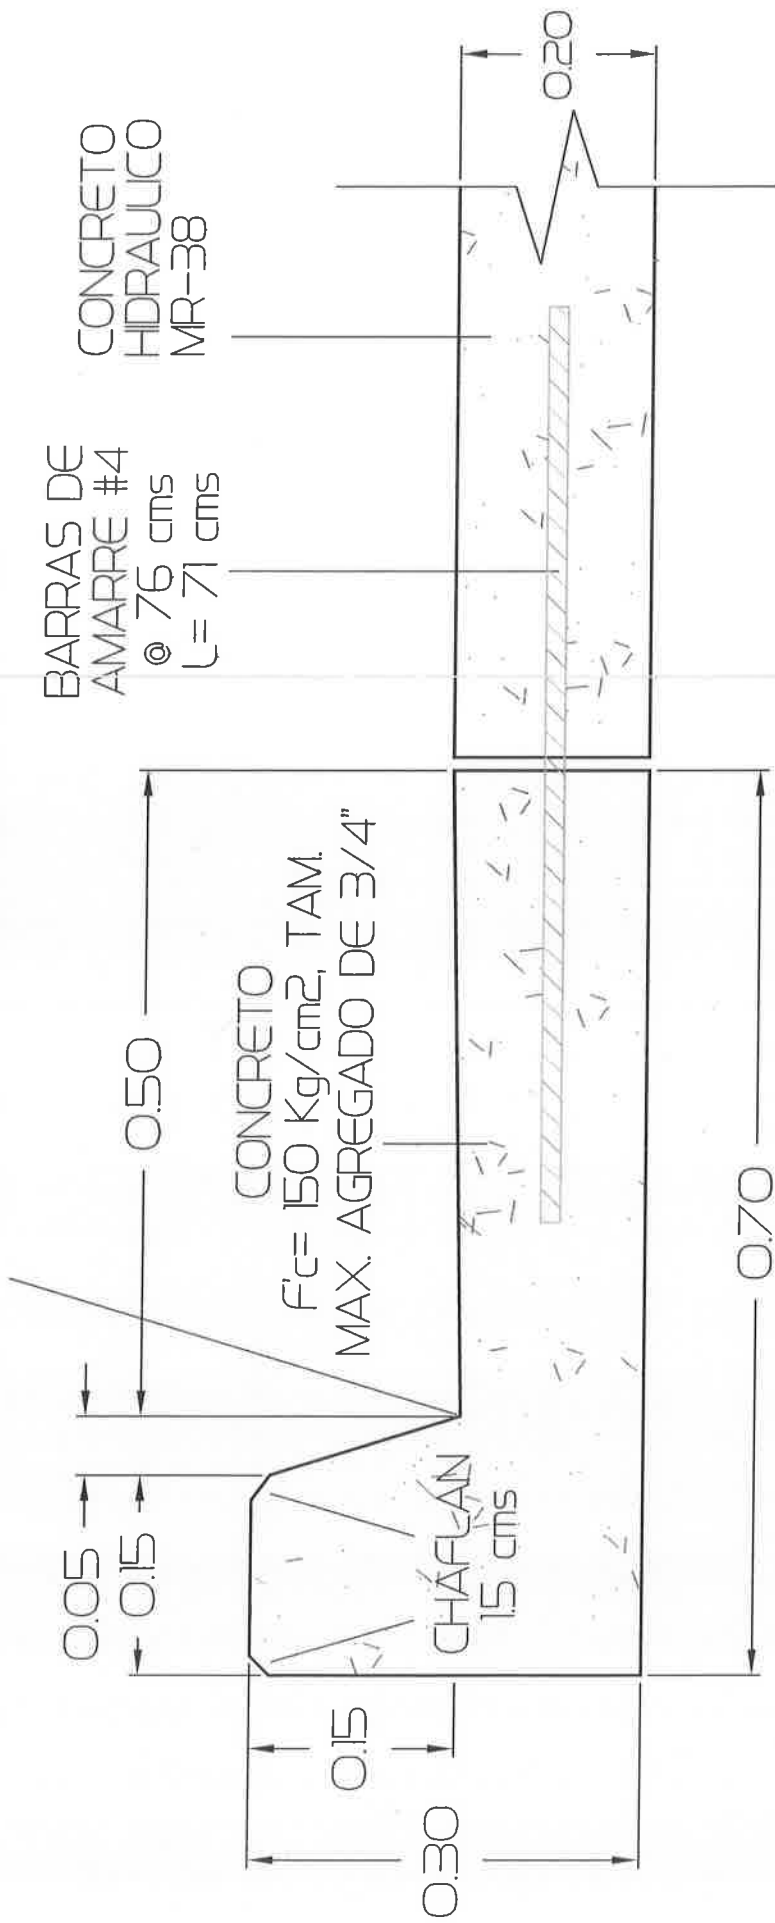 CONCRETO
HIDRAULICO
MR-38
0.20
BARRAS DE
AMARRE #4
@ 76 cms
L= 71 cms
0.50
CONCRETO
f'c= 150 Kg/cm2, TAM.
MAX. AGREGADO DE 3/4"
0.70
0.05
0.15
CHAFLAN
1.5 cms
0.15
0.30